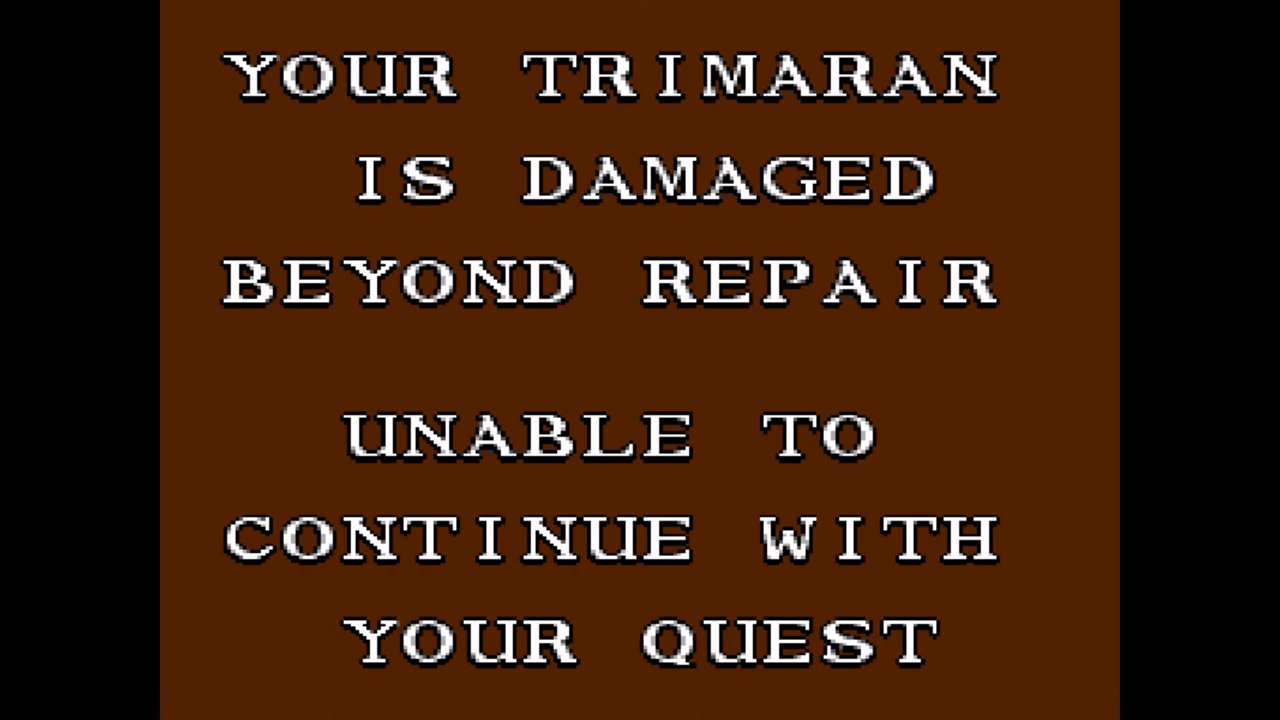 YOUR TRIMARAN
IS DAMAGED
BEYOND REPAIR
UNABLE TO
CONTINUE WITH
YOUR QUEST